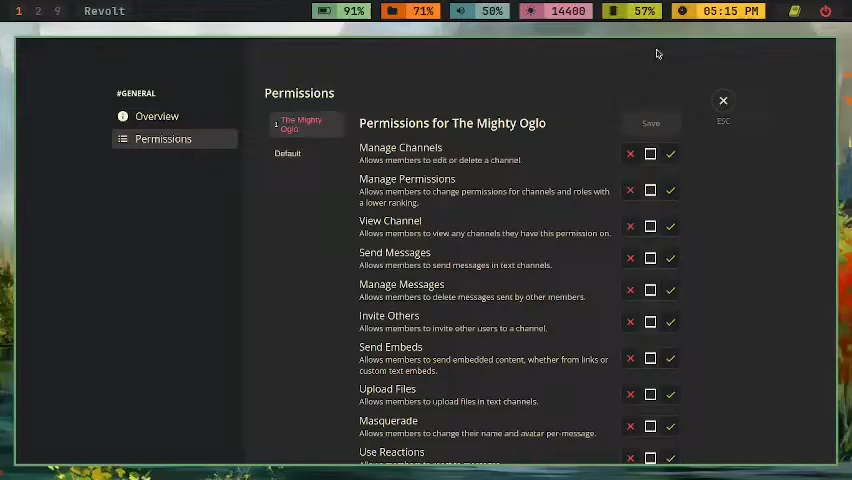 1 2 9 Revolt 91% 71% 50% 14400 57% 05:15 PM
#GENERAL
Overview
Permissions
Permissions
1 The Mighty
Oglo
Default
Permissions for The Mighty Oglo
Save
ESC
Manage Channels
Allows members to edit or delete a channel.
Manage Permissions
Allows members to change permissions for channels and roles with
a lower ranking.
View Channel
Allows members to view any channels they have this permission on.
Send Messages
Allows members to send messages in text channels.
Manage Messages
Allows members to delete messages sent by other members.
Invite Others
Allows members to invite other users to a channel.
Send Embeds
Allows members to send embedded content, whether from links or
custom text embeds.
Upload Files
Allows members to upload files in text channels.
Masquerade
Allows members to change their name and avatar per-message.
Use Reactions